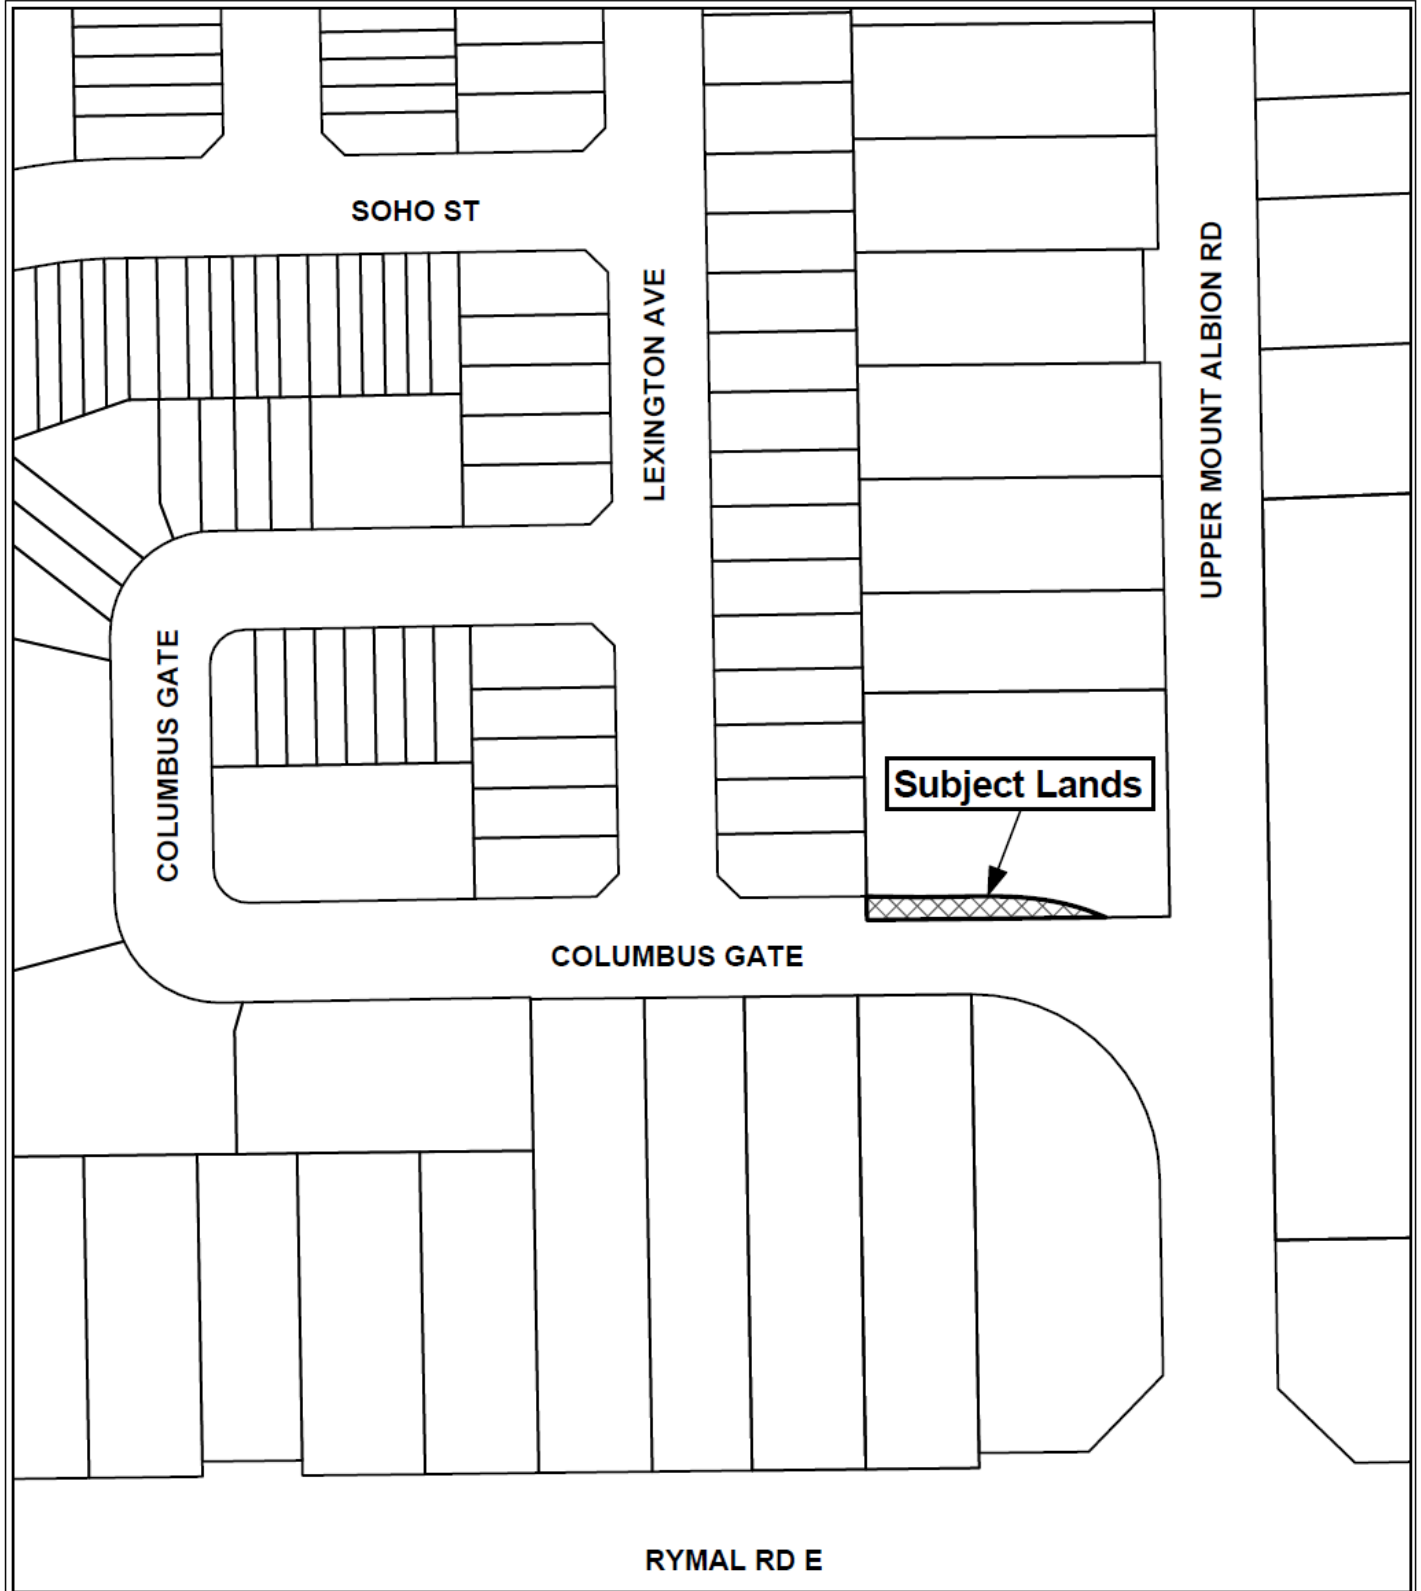 SOHO ST
LEXINGTON AVE
UPPER MOUNT ALBION RD
COLUMBUS GATE
Subject Lands
COLUMBUS GATE
RYMAL RD E